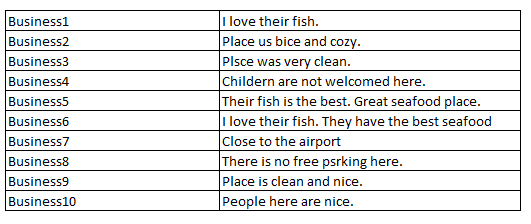 Business1 I love their fish.
Business2 Place us bice and cozy.
Business3 Plsce was very clean.
Business4 Childern are not welcomed here.
Business5 Their fish is the best. Great seafood place.
Business6 I love their fish. They have the best seafood
Business7 Close to the airport
Business8 There is no free psrking here.
Business9 Place is clean and nice.
Business10 People here are nice.